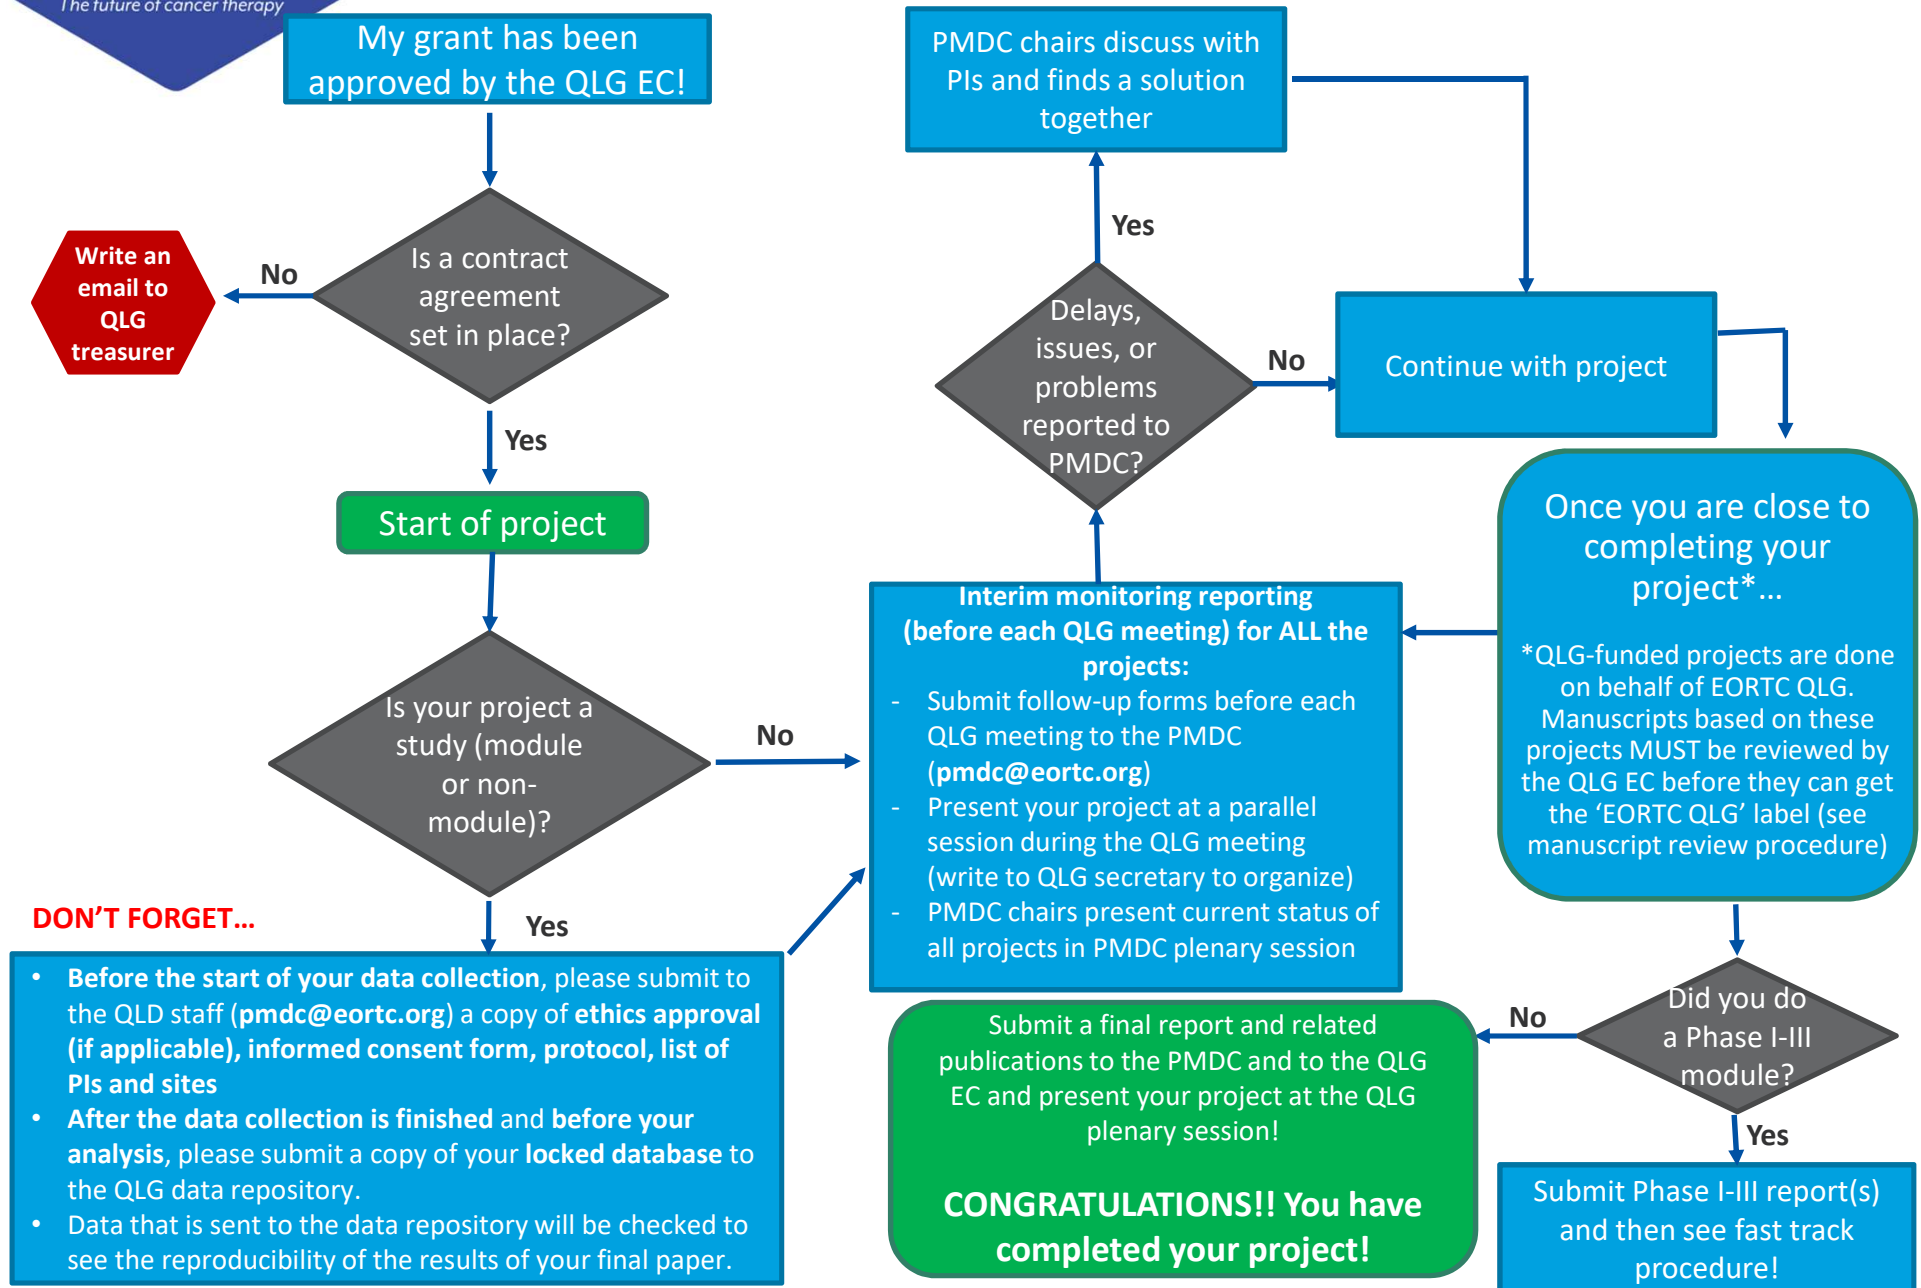 The future of cancer therapy
My grant has been
approved by the QLG EC!
Is a contract
agreement
set in place?
No
Write an
email to
QLG
treasurer
Yes
Start of project
Is your project a
study (module
or non-
module)?
No
Yes
DON'T FORGET...
• Before the start of your data collection, please submit to
the QLD staff (pmdc@eortc.org) a copy of ethics approval
(if applicable), informed consent form, protocol, list of
PIs and sites
• After the data collection is finished and before your
analysis, please submit a copy of your locked database to
the QLG data repository.
• Data that is sent to the data repository will be checked to
see the reproducibility of the results of your final paper.
Interim monitoring reporting
(before each QLG meeting) for ALL the
projects:
- Submit follow-up forms before each
QLG meeting to the PMDC
(pmdc@eortc.org)
- Present your project at a parallel
session during the QLG meeting
(write to QLG secretary to organize)
- PMDC chairs present current status of
all projects in PMDC plenary session
Delays,
issues, or
problems
reported to
PMDC?
Yes
PMDC chairs discuss with
PIs and finds a solution
together
No
Continue with project
Once you are close to
completing your
project*...
*QLG-funded projects are done
on behalf of EORTC QLG.
Manuscripts based on these
projects MUST be reviewed by
the QLG EC before they can get
the 'EORTC QLG' label (see
manuscript review procedure)
Did you do
a Phase I-III
module?
No
Submit a final report and related
publications to the PMDC and to the QLG
EC and present your project at the QLG
plenary session!
CONGRATULATIONS!! You have
completed your project!
Yes
Submit Phase I-III report(s)
and then see fast track
procedure!